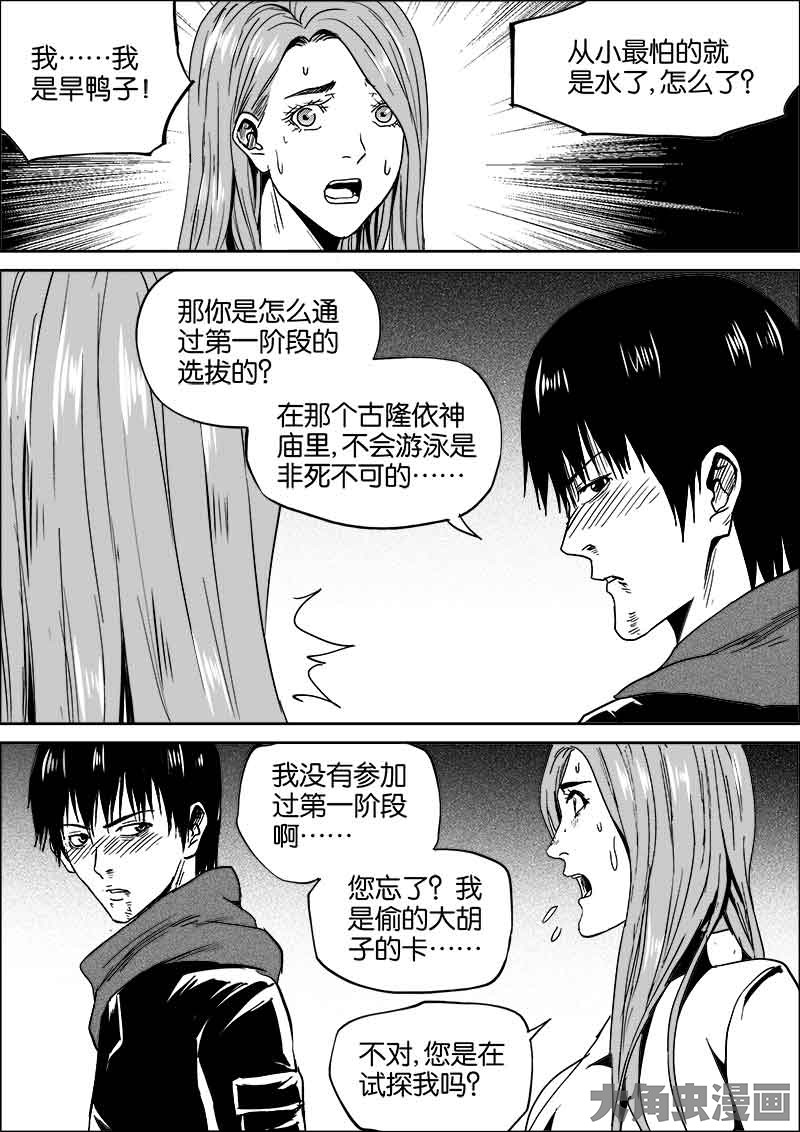 我……我
是旱鸭子！
从小最怕的就
是水了，怎么了？
那你是怎么通
过第一阶段的
选拔的？
在那个古隆依神
庙里，不会游泳是
非死不可的……
我没有参加
过第一阶段
啊……
您忘了？我
是偷的大胡
子的卡……
不对，您是在
试探我吗？
大角虫漫画